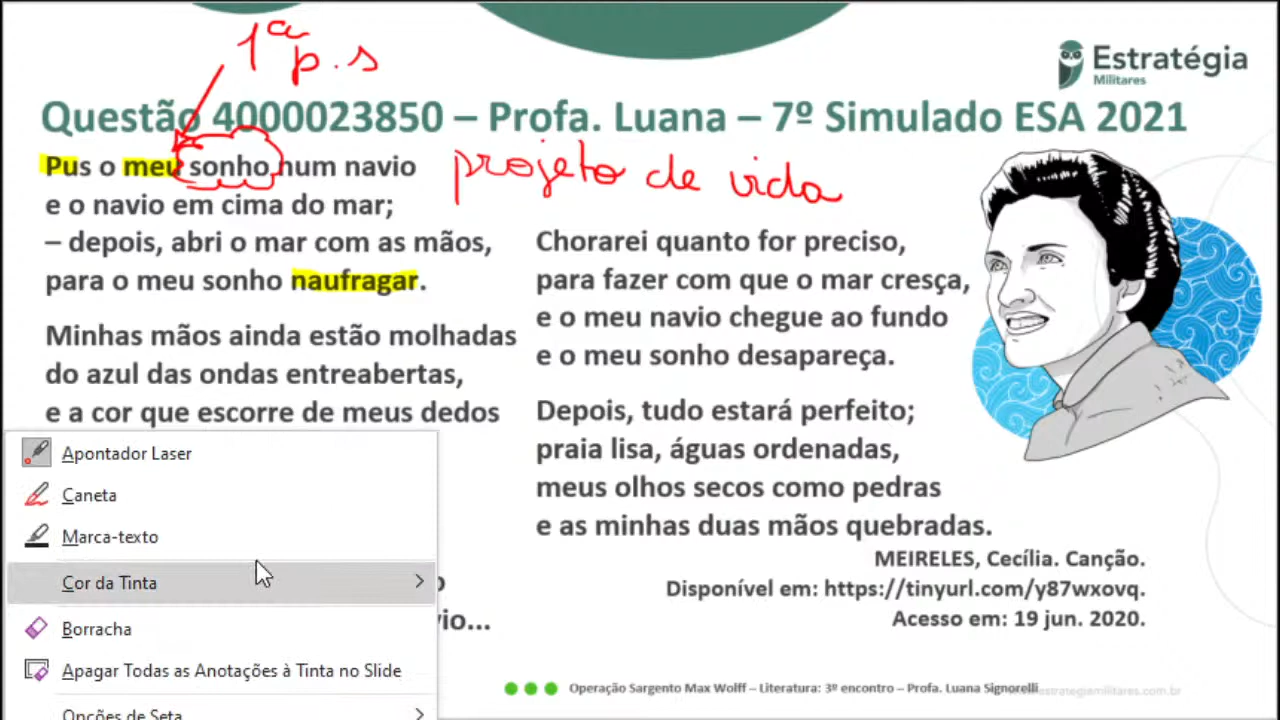 1ª p.s
Estratégia
Militares
Questão 4000023850 – Profa. Luana – 7º Simulado ESA 2021
Pus o meu sonho num navio
projeto de vida
e o navio em cima do mar;
– depois, abri o mar com as mãos,
para o meu sonho naufragar.
Minhas mãos ainda estão molhadas
do azul das ondas entreabertas,
e a cor que escorre de meus dedos
Apontador Laser
Caneta
Marca-texto
Cor da Tinta
Borracha
Apagar Todas as Anotações à Tinta no Slide
Opções de Seta
Chorarei quanto for preciso,
para fazer com que o mar cresça,
e o meu navio chegue ao fundo
e o meu sonho desapareça.
Depois, tudo estará perfeito;
praia lisa, águas ordenadas,
meus olhos secos como pedras
e as minhas duas mãos quebradas.
MEIRELES, Cecília. Canção.
Disponível em: https://tinyurl.com/y87wxovq.
Acesso em: 19 jun. 2020.
Operação Sargento Max Wolff – Literatura: 3º encontro – Profa. Luana Signorelli